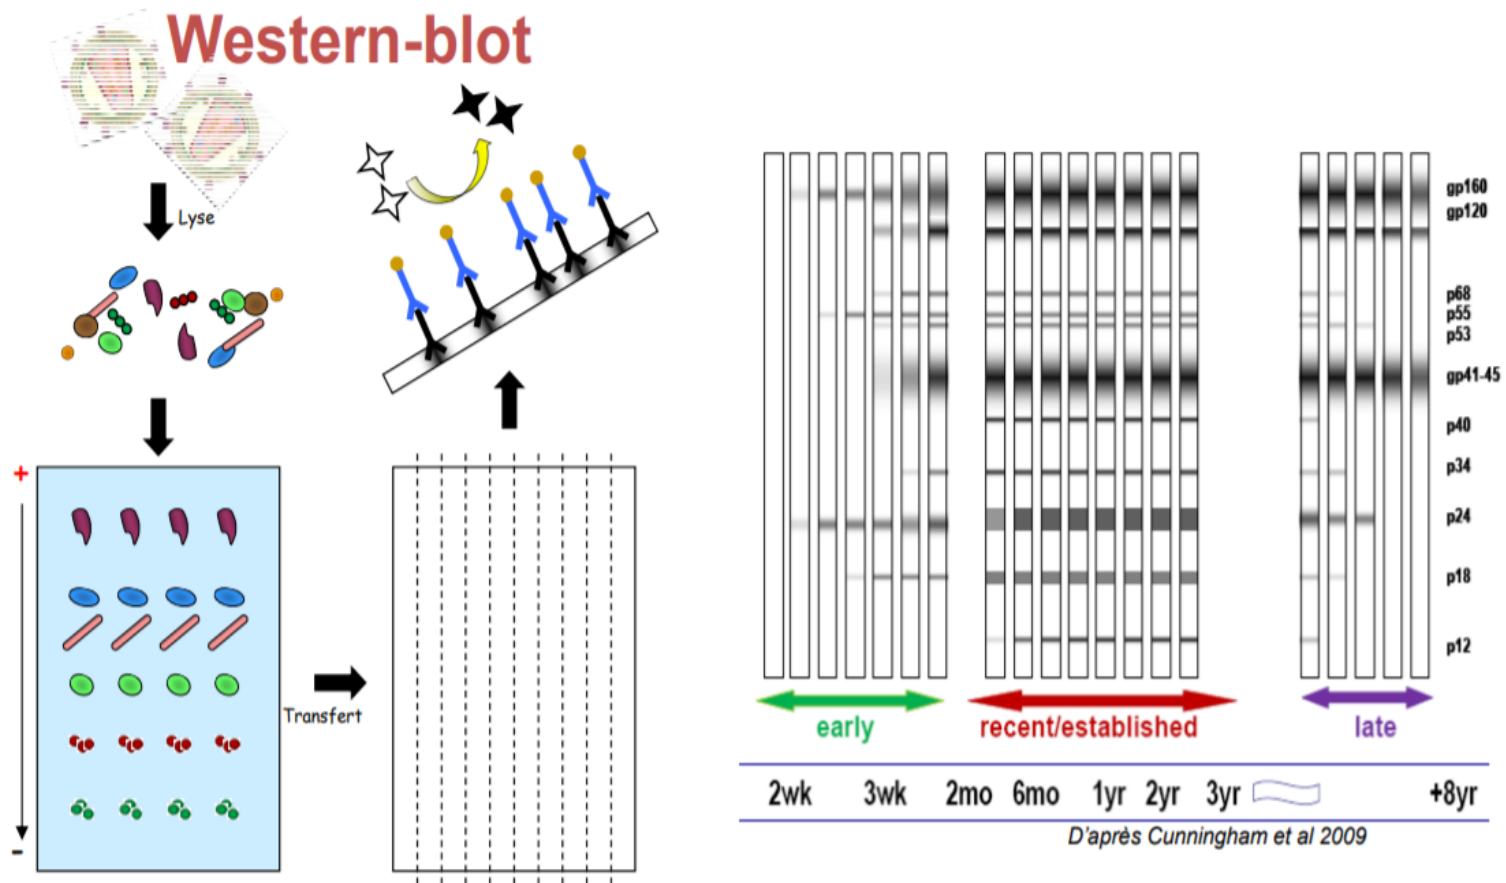 Western-blot
Lyse
+
-
Transfert
gp160
gp120
p68
p55
p53
gp41-45
p40
p34
p24
p18
p12
early
recent/established
late
2wk 3wk 2mo 6mo 1yr 2yr 3yr +8yr
D'après Cunningham et al 2009